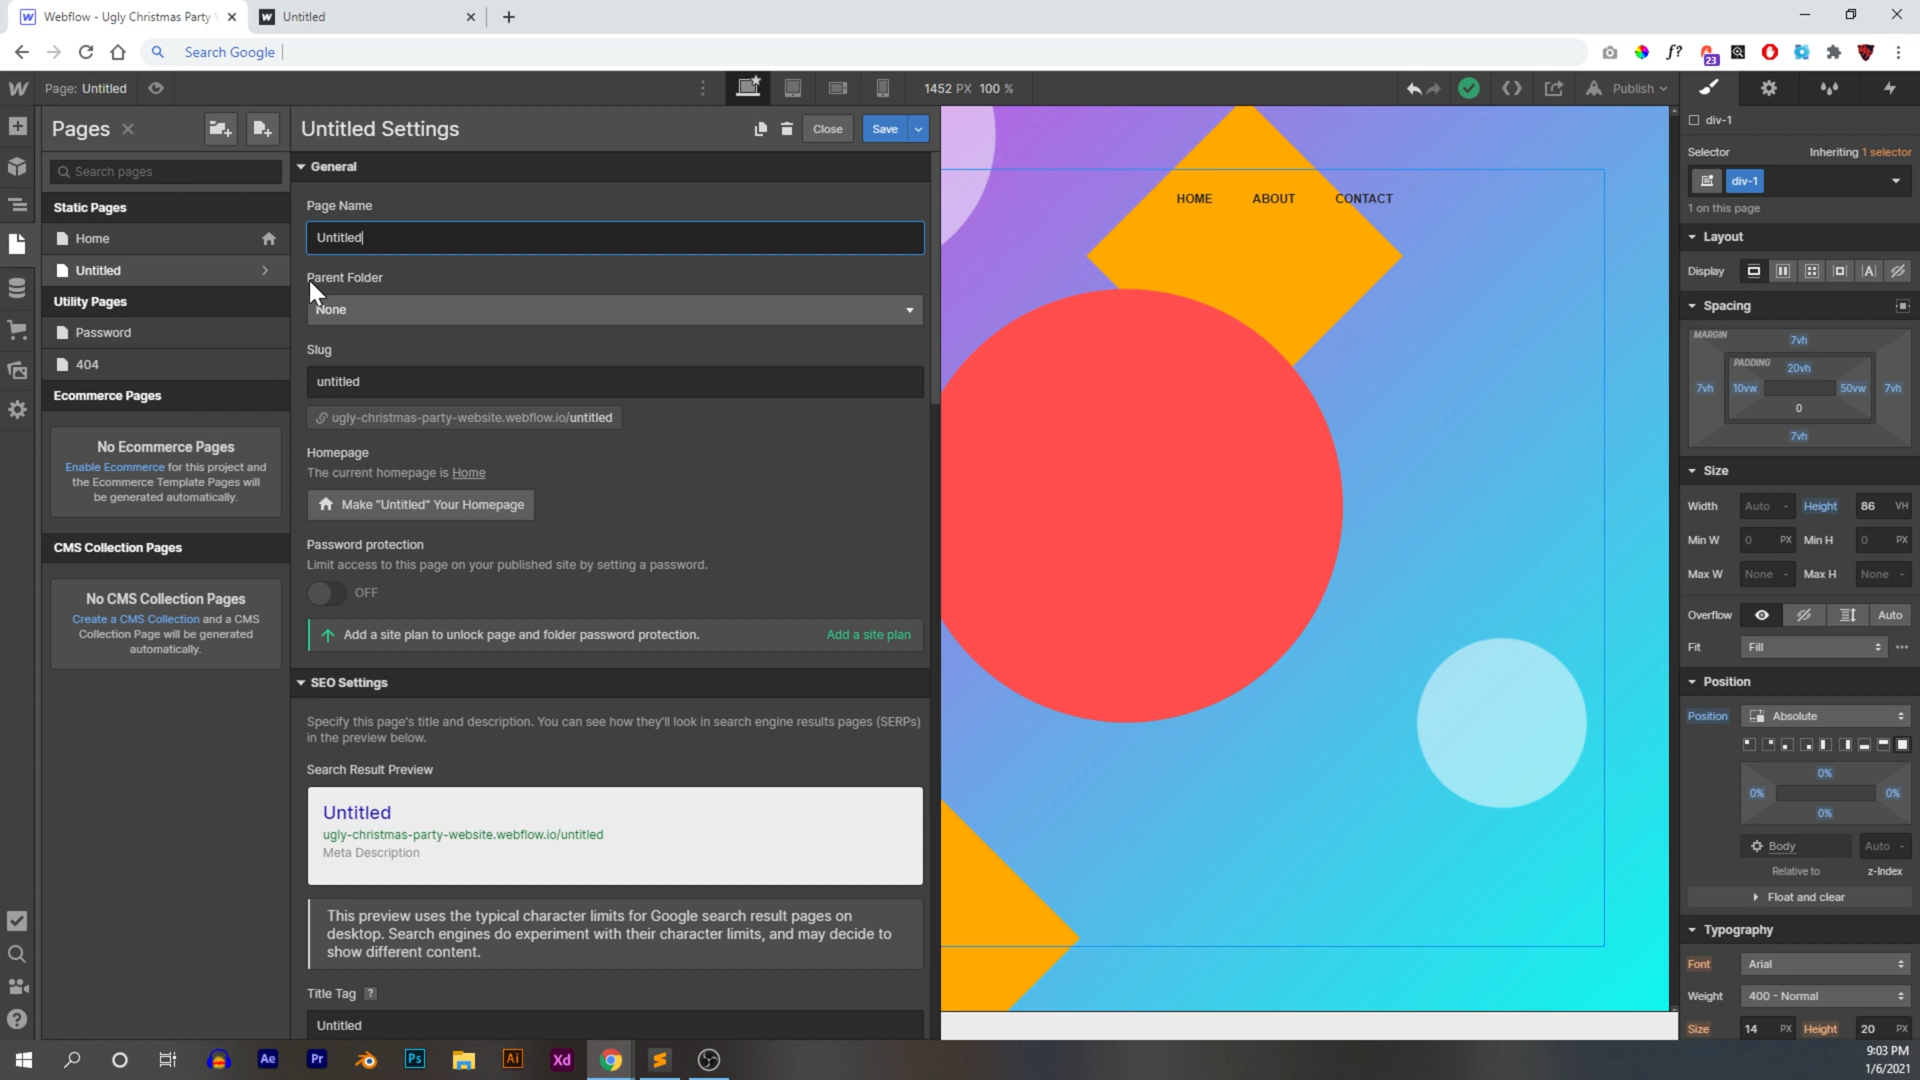 Webflow - Ugly Christmas Party
Untitled
Search Google
23
Page: Untitled
1452 PX 100 %
Publish
Pages
Untitled Settings
Close
Save
div-1
Search pages
General
Selector
Inheriting 1 selector
div-1
1 on this page
Static Pages
Home
Untitled
Utility Pages
Password
404
Ecommerce Pages
No Ecommerce Pages
Enable Ecommerce for this project and
the Ecommerce Template Pages will
be generated automatically.
CMS Collection Pages
No CMS Collection Pages
Create a CMS Collection and a CMS
Collection Page will be generated
automatically.
Page Name
Untitled
Parent Folder
None
Slug
untitled
ugly-christmas-party-website.webflow.io/untitled
Homepage
The current homepage is Home
Make "Untitled" Your Homepage
Password protection
Limit access to this page on your published site by setting a password.
OFF
Add a site plan to unlock page and folder password protection.
Add a site plan
SEO Settings
Specify this page's title and description. You can see how they'll look in search engine results pages (SERPs)
in the preview below.
Search Result Preview
Untitled
ugly-christmas-party-website.webflow.io/untitled
Meta Description
This preview uses the typical character limits for Google search result pages on
desktop. Search engines do experiment with their character limits, and may decide to
show different content.
Title Tag ?
Untitled
HOME ABOUT CONTACT
Layout
Display
Spacing
MARGIN
7vh
PADDING
20vh
7vh 10vw 50vw 7vh
0
7vh
Size
Width Auto - Height 86 VH
Min W 0 PX Min H 0 PX
Max W None - Max H None -
Overflow Auto
Fit Fill
Position
Position Absolute
0%
0% 0%
0%
Body Auto -
Relative to z-Index
Float and clear
Typography
Font Arial
Weight 400 - Normal
Size 14 PX Height 20 PX
Ae Pr Ps Ai Xd
9:03 PM
1/6/2021